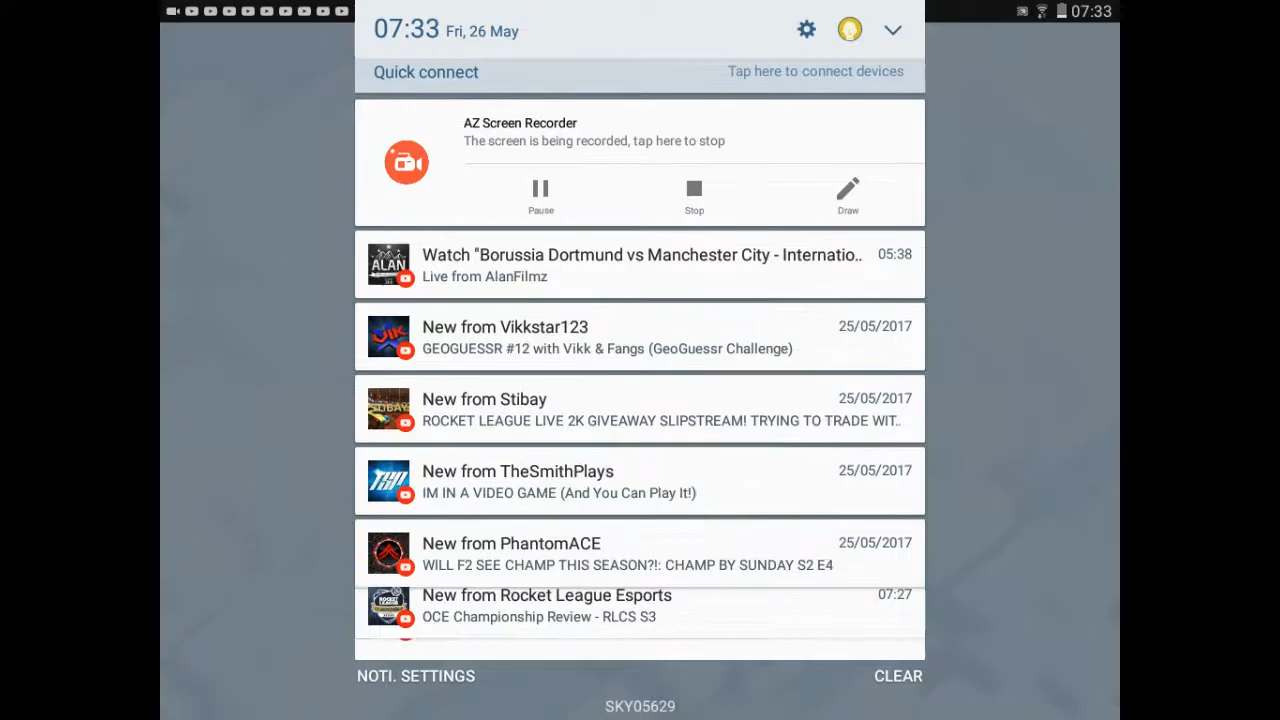 07:33
07:33 Fri, 26 May
Quick connect
Tap here to connect devices
AZ Screen Recorder
The screen is being recorded, tap here to stop
Pause
Stop
Draw
ALAN
Watch "Borussia Dortmund vs Manchester City - Internatio..
05:38
Live from AlanFilmz
VIK
New from Vikkstar123
25/05/2017
GEOGUESSR #12 with Vikk & Fangs (GeoGuessr Challenge)
STIBAY
New from Stibay
25/05/2017
ROCKET LEAGUE LIVE 2K GIVEAWAY SLIPSTREAM! TRYING TO TRADE WIT..
TSP
New from TheSmithPlays
25/05/2017
IM IN A VIDEO GAME (And You Can Play It!)
New from PhantomACE
25/05/2017
WILL F2 SEE CHAMP THIS SEASON?!: CHAMP BY SUNDAY S2 E4
ROCKET LEAGUE
New from Rocket League Esports
07:27
OCE Championship Review - RLCS S3
NOTI. SETTINGS
CLEAR
SKY05629